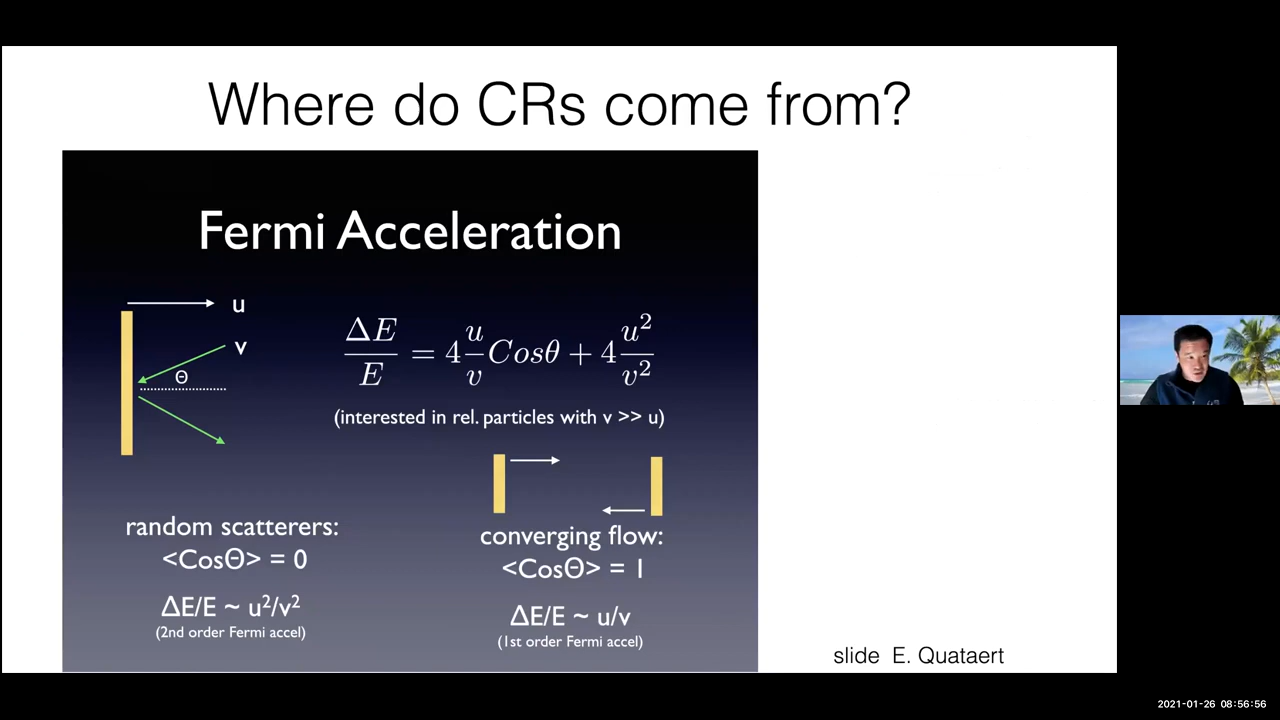 Where do CRs come from?
Fermi Acceleration
u
v
Θ
ΔE/E = 4 u/v Cosθ + 4 u²/v²
(interested in rel. particles with v >> u)
random scatterers:
<CosΘ> = 0
ΔE/E ~ u²/v²
(2nd order Fermi accel)
converging flow:
<CosΘ> = 1
ΔE/E ~ u/v
(1st order Fermi accel)
slide E. Quataert
2021-01-26 08:56:56